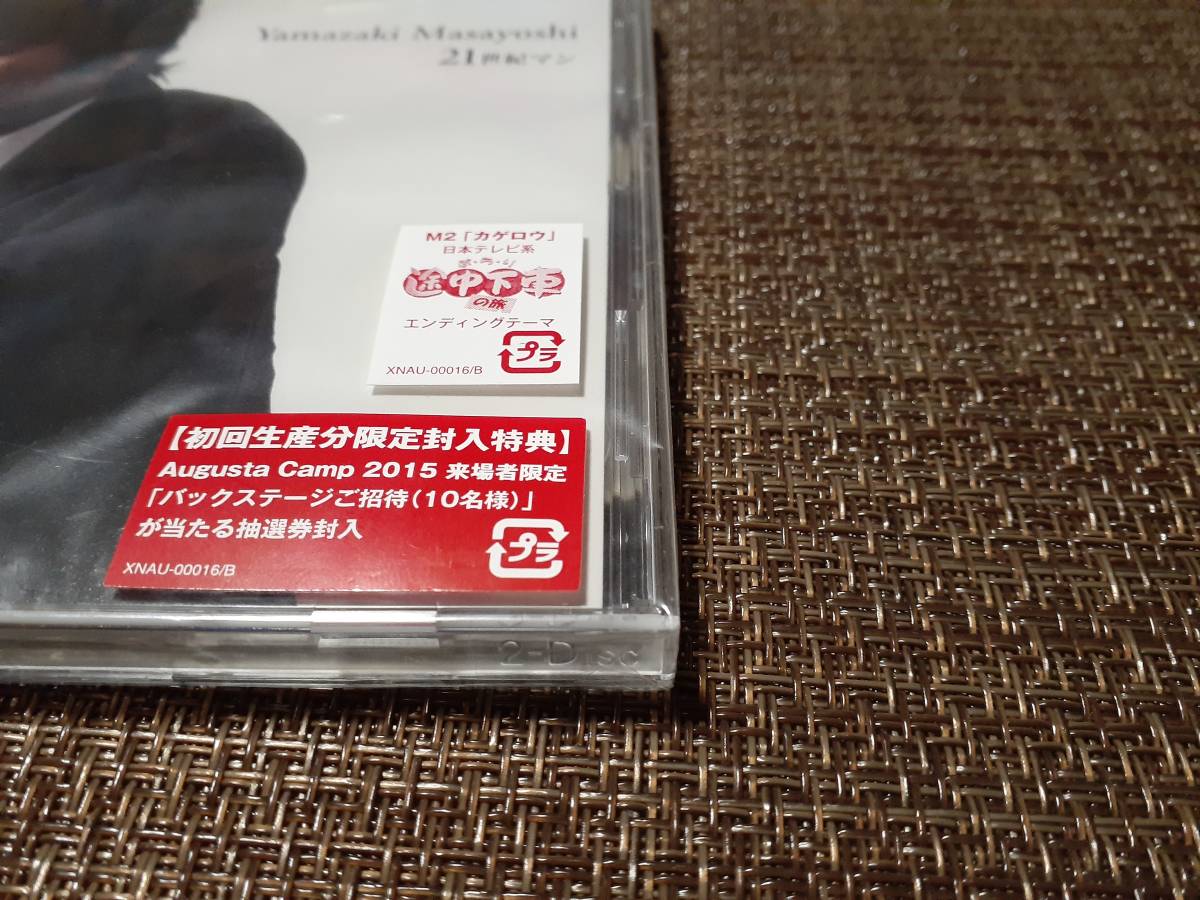 Yamazaki Masayoshi
21世紀マン
M2「カゲロウ」
日本テレビ系
ぶらり
途中下車
の旅
エンディングテーマ
プラ
XNAU-00016/B
【初回生産分限定封入特典】
Augusta Camp 2015 来場者限定
「バックステージご招待(10名様)」
が当たる抽選券封入
プラ
XNAU-00016/B
2-Disc